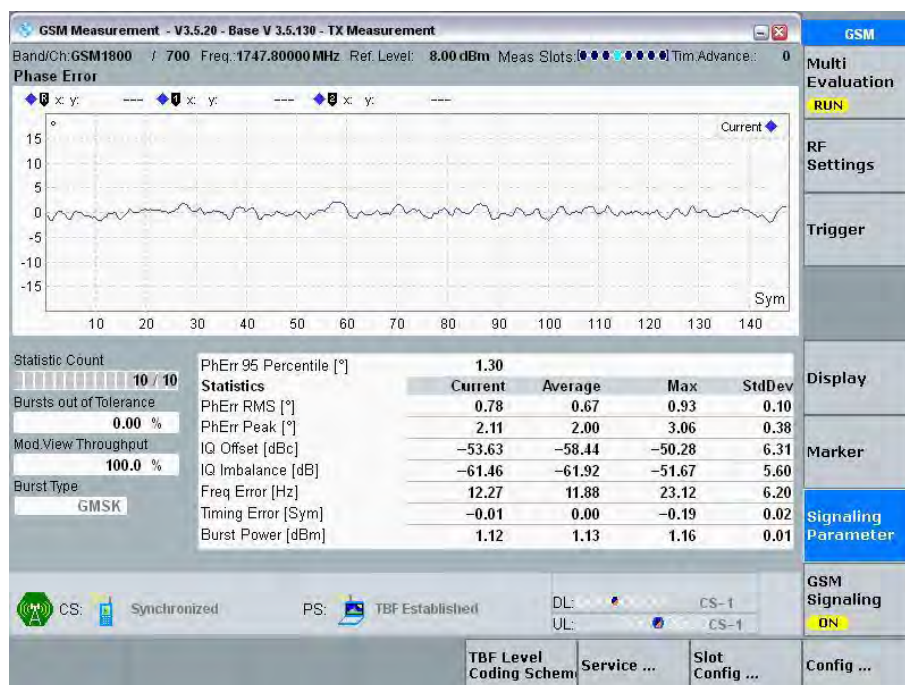 GSM Measurement - V3.5.20 - Base V 3.5.130 - TX Measurement
GSM
Band/Ch:GSM1800 / 700 Freq.:1747.80000 MHz Ref. Level: 8.00 dBm Meas Slots: Tim.Advance.: 0
Phase Error
R x: y: --- 1 x: y: --- 2 x: y: ---
°
Current
15
10
5
0
-5
-10
-15
Sym
10 20 30 40 50 60 70 80 90 100 110 120 130 140
Statistic Count
10 / 10
Bursts out of Tolerance
0.00 %
Mod.View Throughput
100.0 %
Burst Type
GMSK
PhErr 95 Percentile [°] 1.30
Statistics Current Average Max StdDev
PhErr RMS [°] 0.78 0.67 0.93 0.10
PhErr Peak [°] 2.11 2.00 3.06 0.38
IQ Offset [dBc] −53.63 −58.44 −50.28 6.31
IQ Imbalance [dB] −61.46 −61.92 −51.67 5.60
Freq Error [Hz] 12.27 11.88 23.12 6.20
Timing Error [Sym] −0.01 0.00 −0.19 0.02
Burst Power [dBm] 1.12 1.13 1.16 0.01
CS: Synchronized PS: TBF Established
DL: CS-1
UL: CS-1
Multi
Evaluation
RUN
RF
Settings
Trigger
Display
Marker
Signaling
Parameter
GSM
Signaling
ON
TBF Level
Coding Schem
Service ...
Slot
Config ...
Config ...